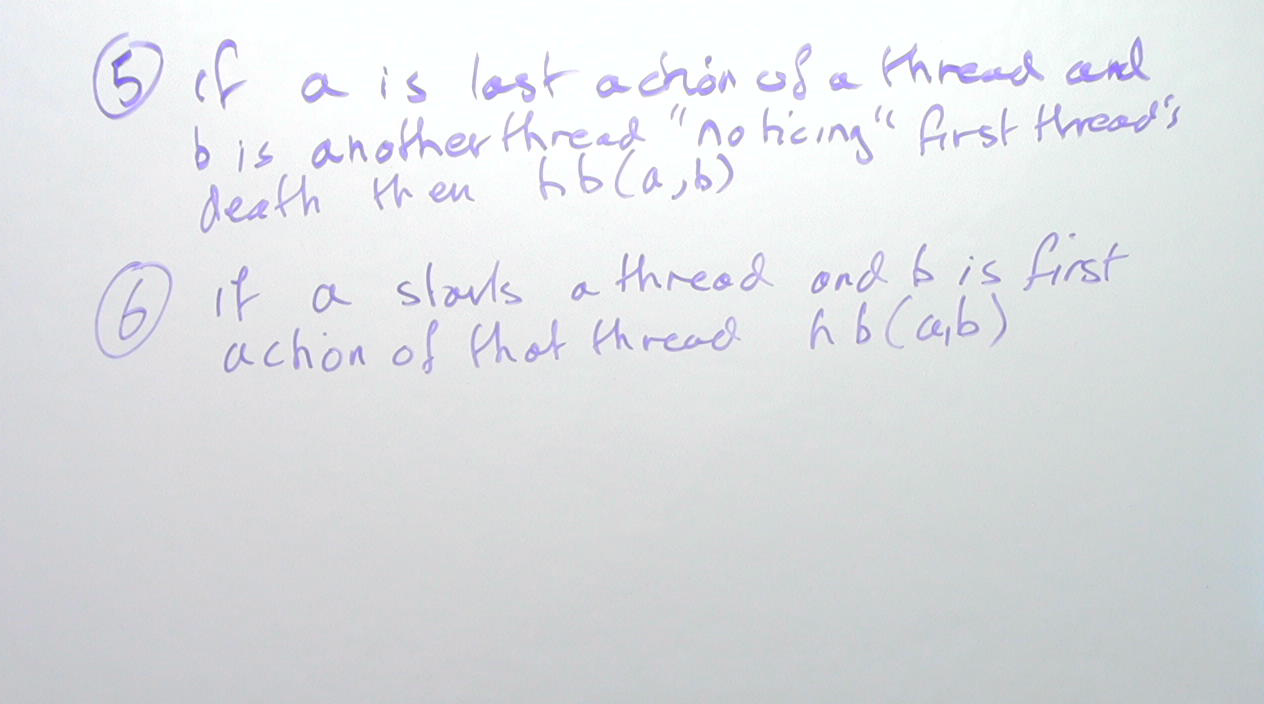 ⑤ if a is last action of a thread and
b is another thread "noticing" first thread's
death then hb(a,b)
⑥ if a starts a thread and b is first
action of that thread hb(a,b)